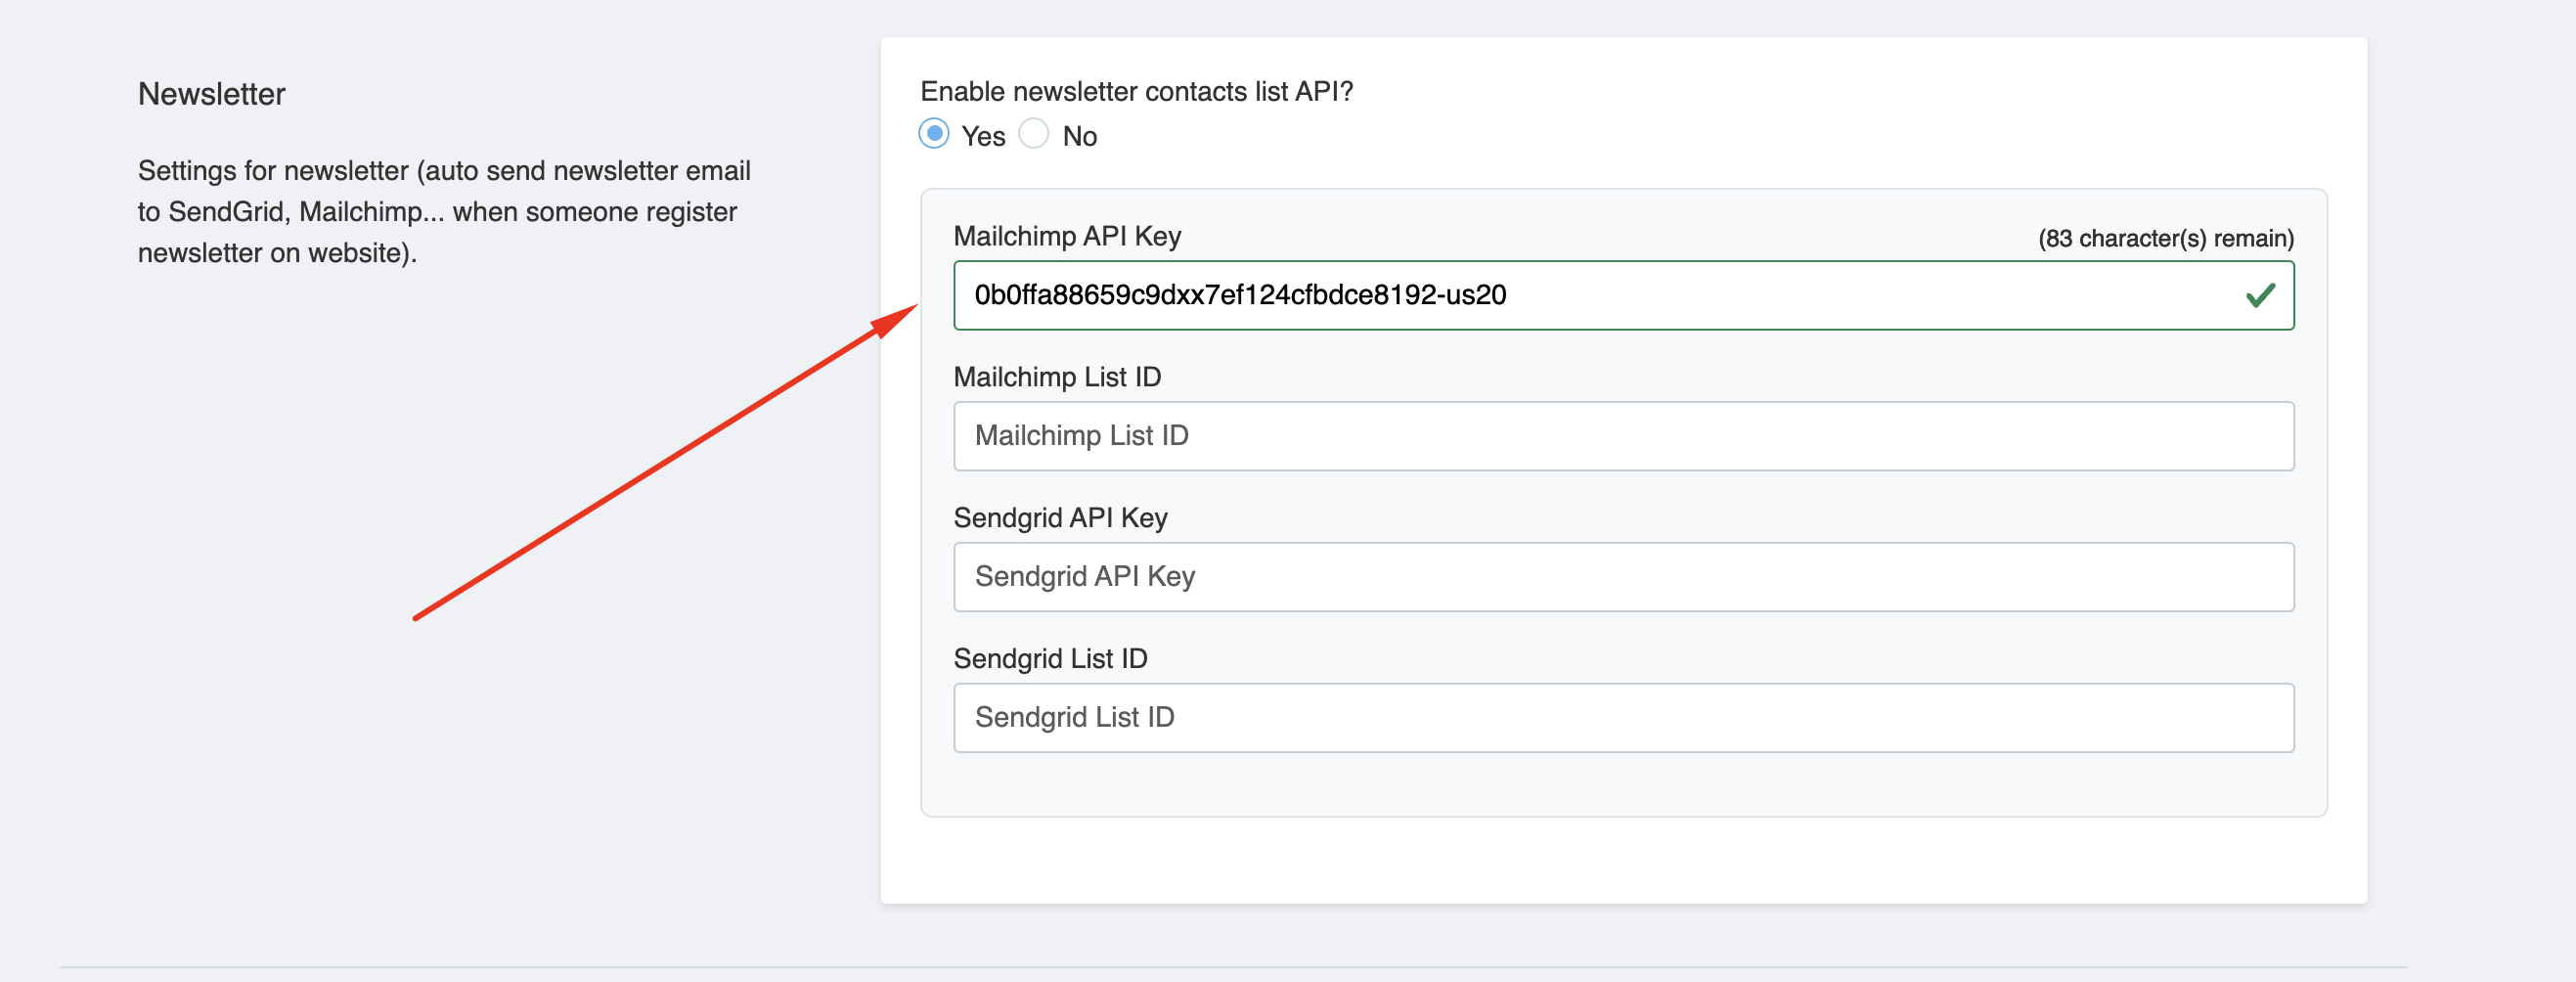 Newsletter
Settings for newsletter (auto send newsletter email
to SendGrid, Mailchimp... when someone register
newsletter on website).
Enable newsletter contacts list API?
Yes No
Mailchimp API Key (83 character(s) remain)
0b0ffa88659c9dxx7ef124cfbdce8192-us20
Mailchimp List ID
Mailchimp List ID
Sendgrid API Key
Sendgrid API Key
Sendgrid List ID
Sendgrid List ID